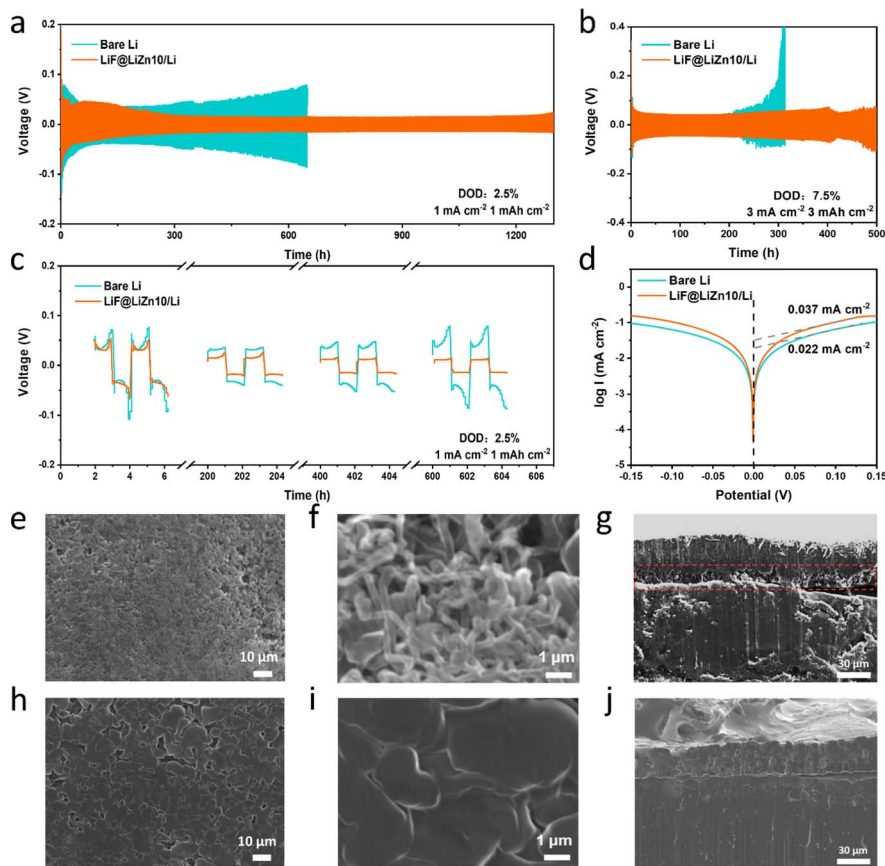 a
Bare Li
LiF@LiZn10/Li
0.2
0.1
0.0
-0.1
-0.2
Voltage (V)
DOD：2.5%
1 mA cm⁻² 1 mAh cm⁻²
0 300 600 900 1200
Time (h)
b
Bare Li
LiF@LiZn10/Li
0.4
0.2
0.0
-0.2
-0.4
Voltage (V)
DOD：7.5%
3 mA cm⁻² 3 mAh cm⁻²
0 100 200 300 400 500
Time (h)
c
Bare Li
LiF@LiZn10/Li
0.2
0.1
0.0
-0.1
-0.2
Voltage (V)
DOD：2.5%
1 mA cm⁻² 1 mAh cm⁻²
2 4 6 200 202 204 400 402 404 600 602 604 606
Time (h)
d
Bare Li
LiF@LiZn10/Li
1
0
-1
-2
-3
-4
-5
log I (mA cm⁻²)
0.037 mA cm⁻²
0.022 mA cm⁻²
-0.15 -0.10 -0.05 0.00 0.05 0.10 0.15
Potential (V)
e
10 μm
f
1 μm
g
30 μm
h
10 μm
i
1 μm
j
30 μm